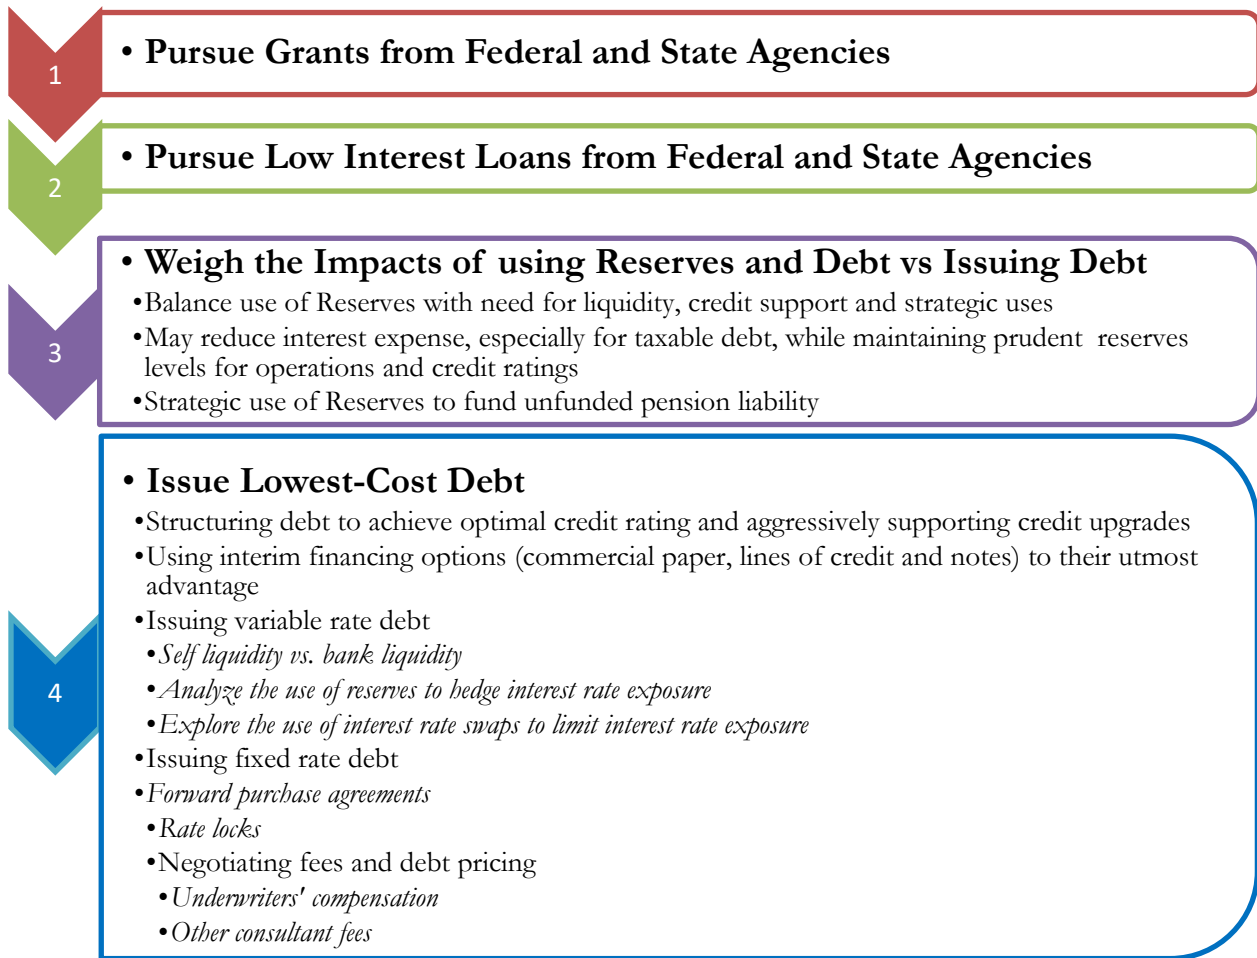 1
• Pursue Grants from Federal and State Agencies
2
• Pursue Low Interest Loans from Federal and State Agencies
3
• Weigh the Impacts of using Reserves and Debt vs Issuing Debt
•Balance use of Reserves with need for liquidity, credit support and strategic uses
•May reduce interest expense, especially for taxable debt, while maintaining prudent reserves
levels for operations and credit ratings
•Strategic use of Reserves to fund unfunded pension liability
4
• Issue Lowest-Cost Debt
•Structuring debt to achieve optimal credit rating and aggressively supporting credit upgrades
•Using interim financing options (commercial paper, lines of credit and notes) to their utmost
advantage
•Issuing variable rate debt
•Self liquidity vs. bank liquidity
•Analyze the use of reserves to hedge interest rate exposure
•Explore the use of interest rate swaps to limit interest rate exposure
•Issuing fixed rate debt
•Forward purchase agreements
•Rate locks
•Negotiating fees and debt pricing
•Underwriters' compensation
•Other consultant fees